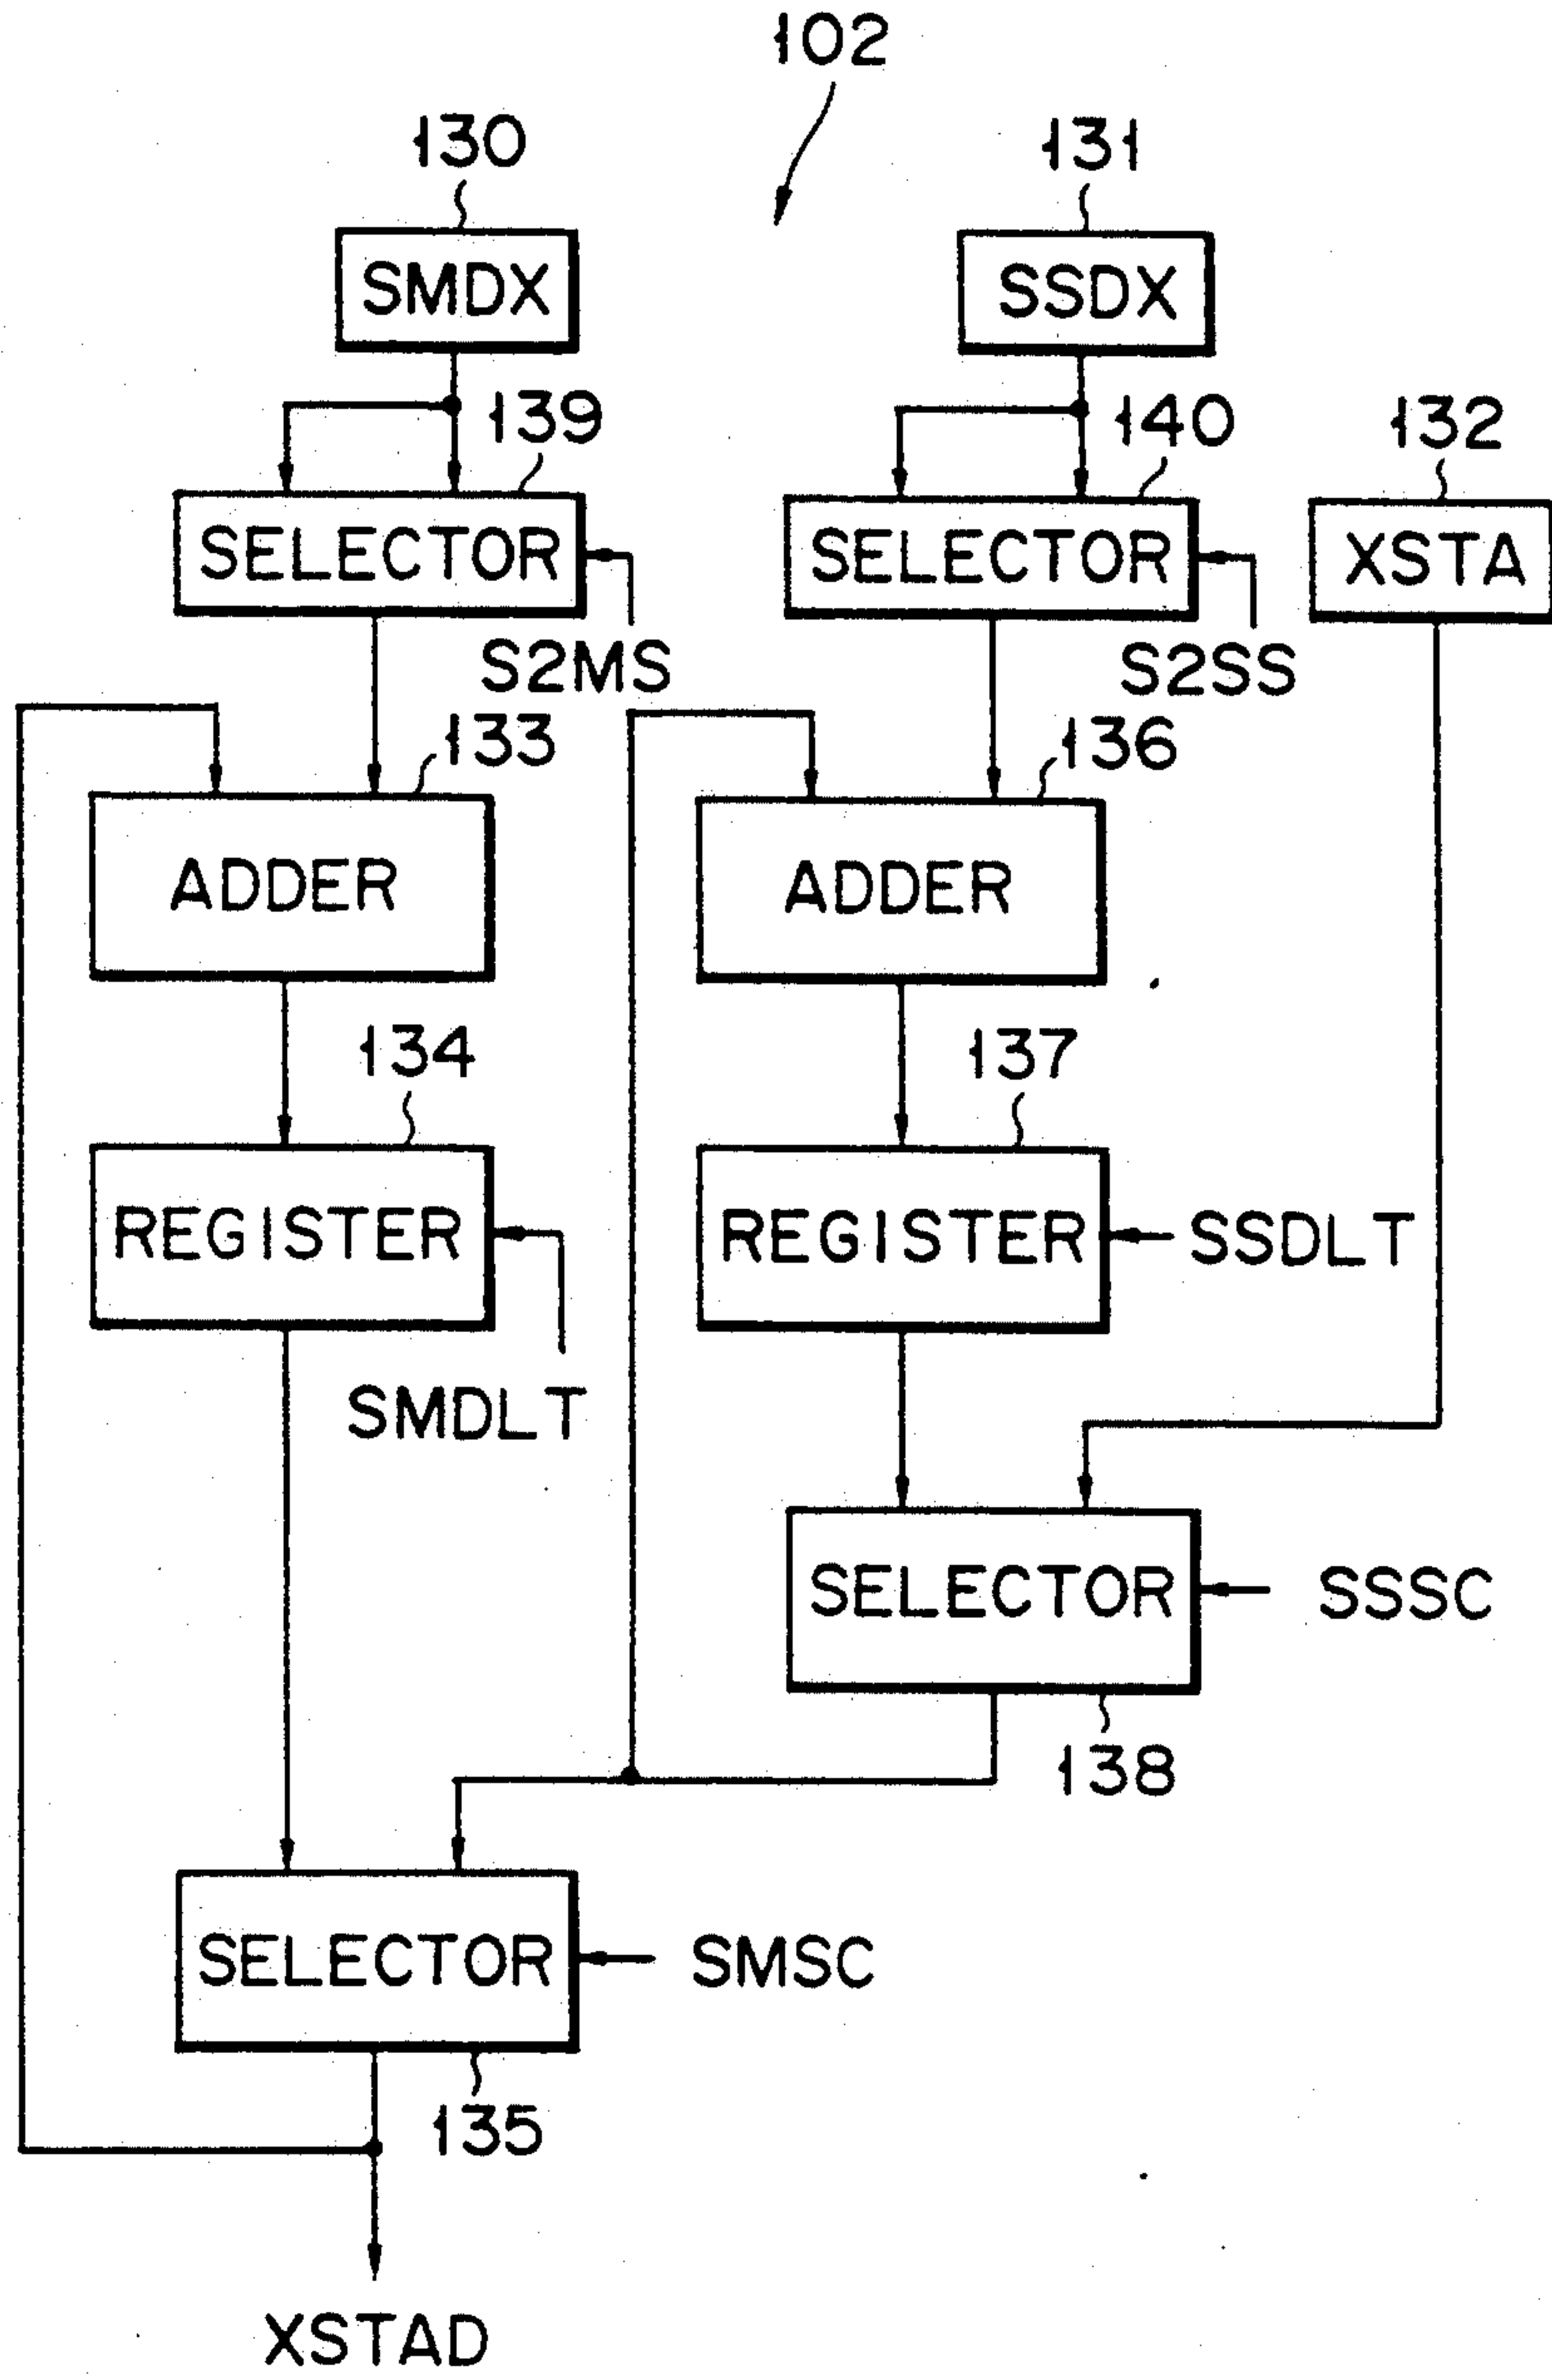 102
130
131
SMDX
SSDX
139
140
132
SELECTOR
SELECTOR
XSTA
S2MS
S2SS
133
136
ADDER
ADDER
134
137
REGISTER
REGISTER
SSDLT
SMDLT
SELECTOR
SSSC
138
SELECTOR
SMSC
135
XSTAD